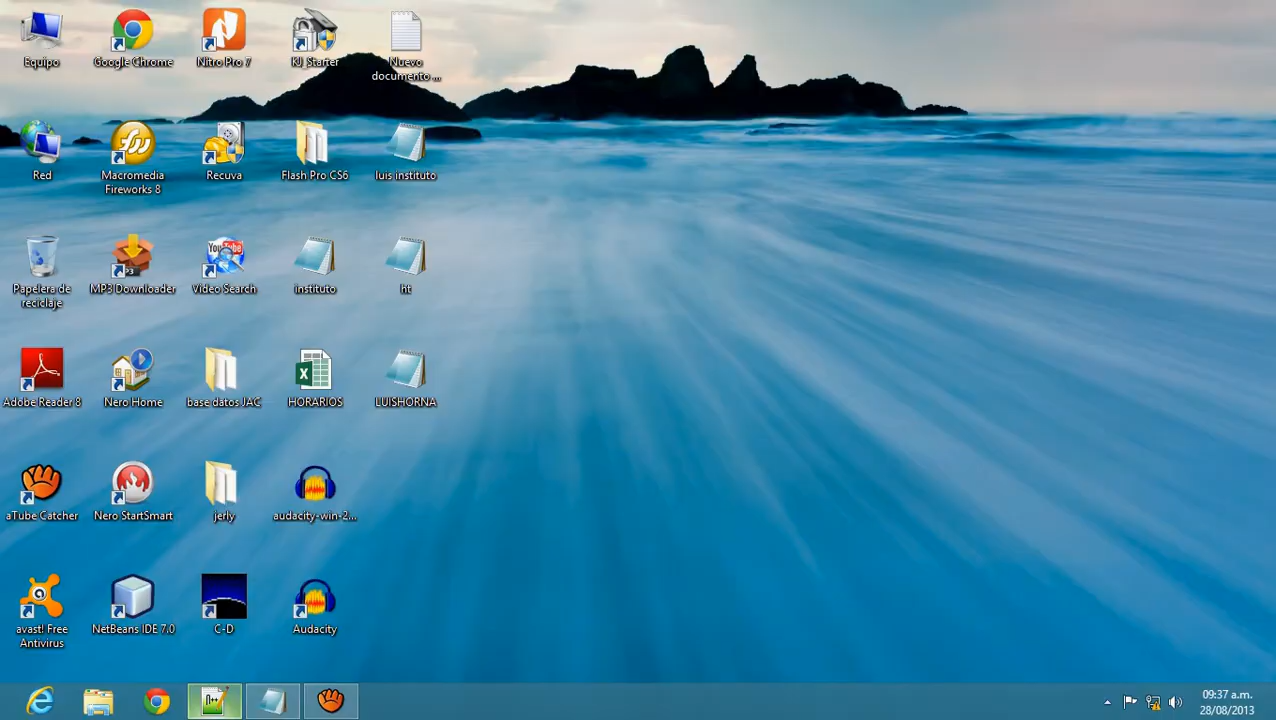 Equipo
Google Chrome
Nitro Pro 7
KJ_Starter
Nuevo
documento ...
Red
Macromedia
Fireworks 8
Recuva
Flash Pro CS6
luis instituto
Papelera de
reciclaje
MP3 Downloader
YouTube
Video Search
instituto
ht
Adobe Reader 8
Nero Home
base datos JAC
HORARIOS
LUISHORNA
aTube Catcher
Nero StartSmart
jerly
audacity-win-2...
avast! Free
Antivirus
NetBeans IDE 7.0
C-D
Audacity
09:37 a.m.
28/08/2013